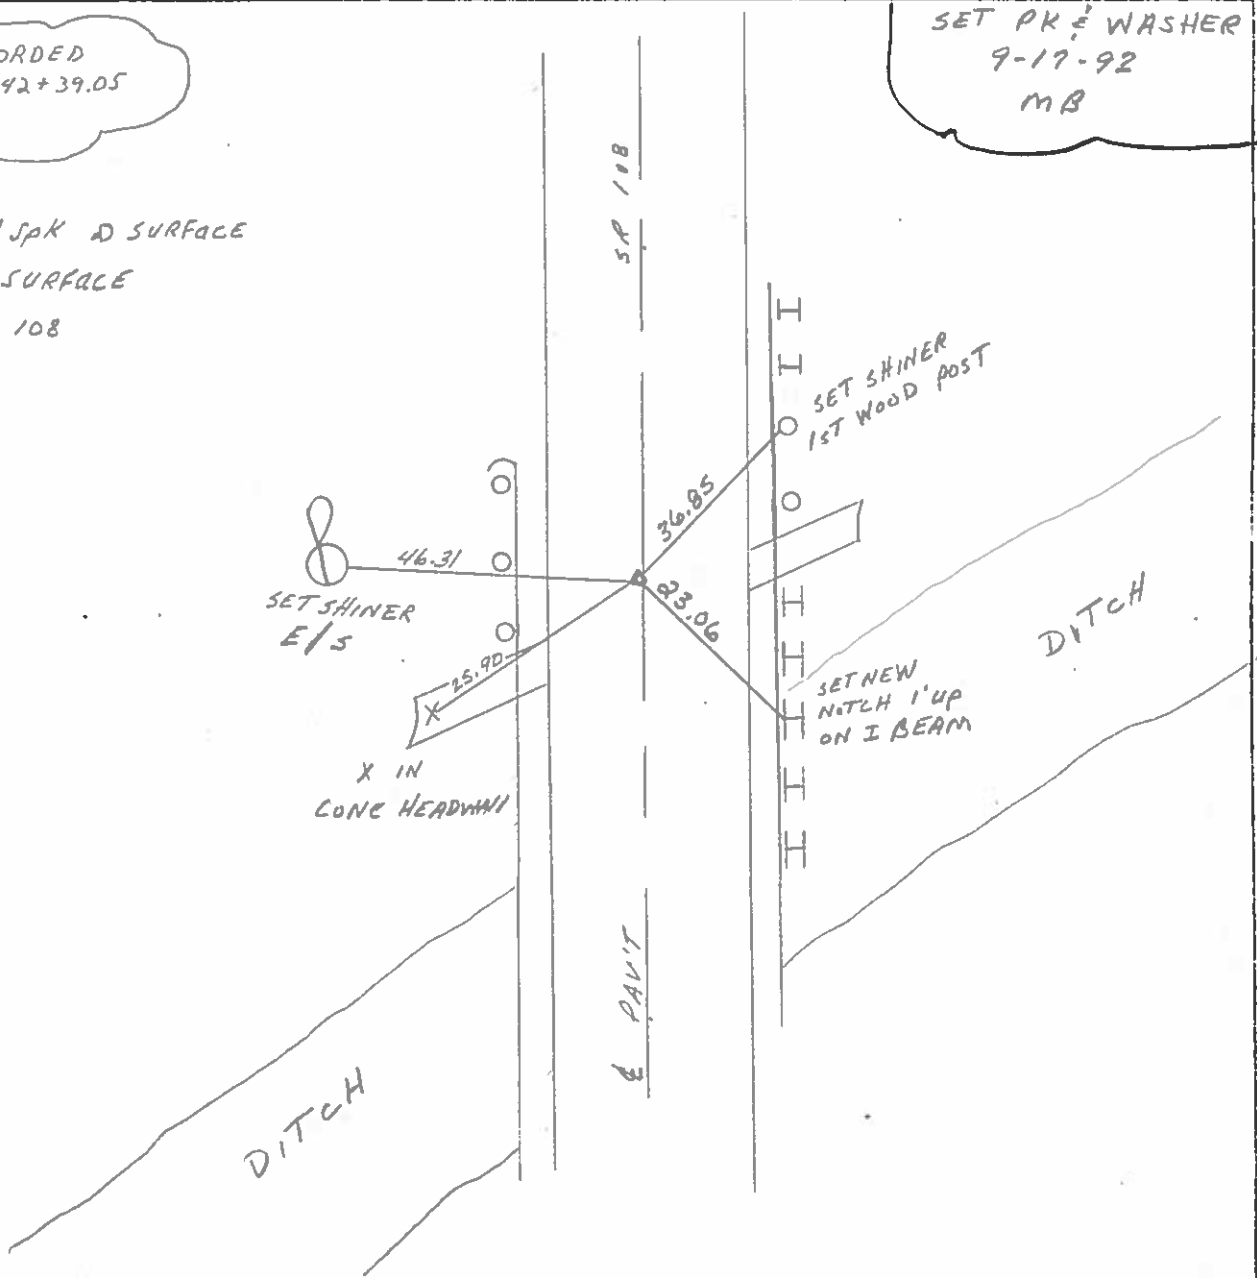 ORDED
42+39.05
SET PK & WASHER
9-17-92
MB
SPK @ SURFACE
SURFACE
108
SR 108
SET SHINER
1ST WOOD POST
36.85
46.31
SET SHINER
E/S
23.06
25.90
DITCH
SET NEW
NOTCH 1' UP
ON I BEAM
X
X IN
CONC HEADWALL
℄ PAV'T
DITCH